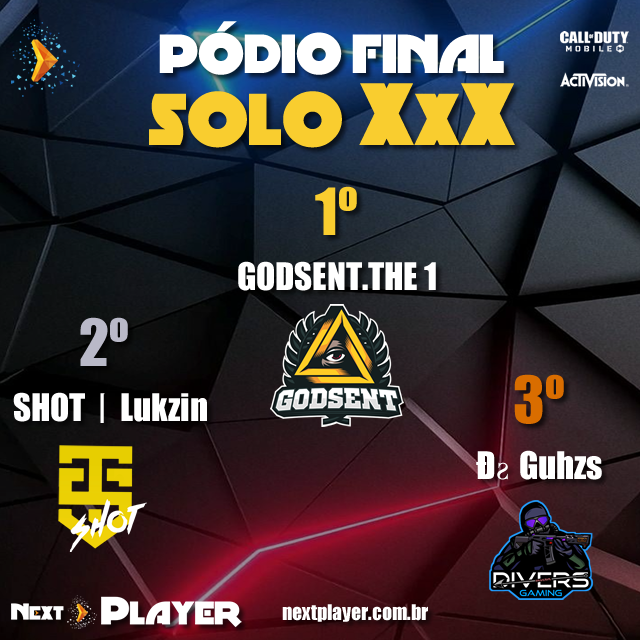 PÓDIO FINAL
SOLO XxX
CALL OF DUTY
MOBILE
ACTIVISION
1º
GODSENT.THE 1
GODSENT
2º
SHOT | Lukzin
SHOT
3º
Đƨ Guhzs
DIVERS
GAMING
NEXT PLAYER
nextplayer.com.br